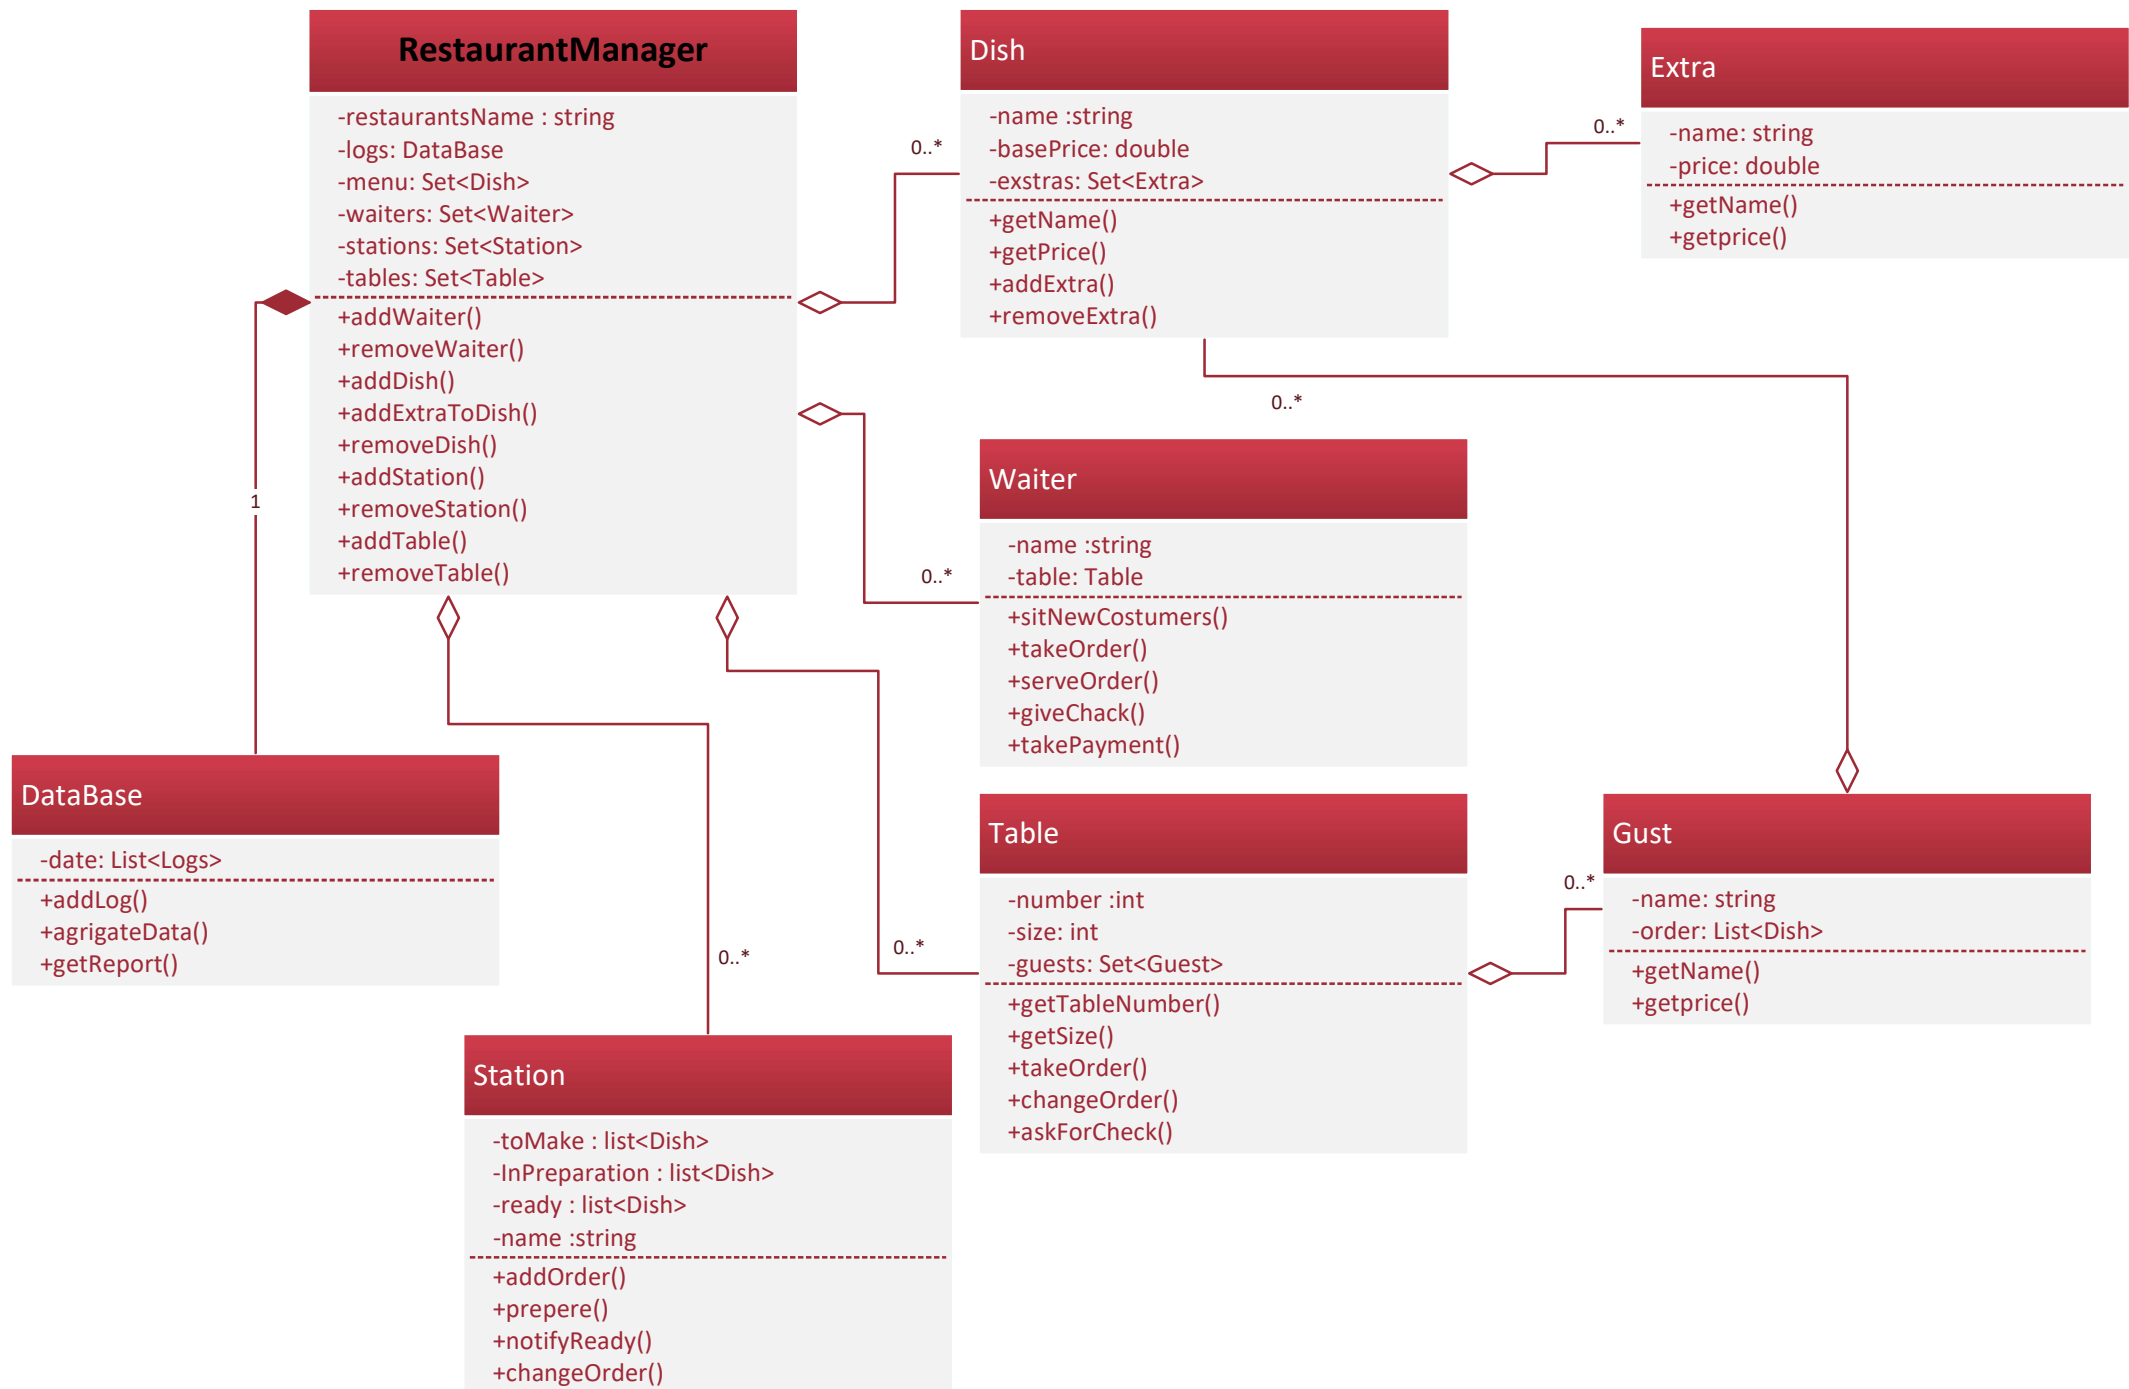 RestaurantManager
-restaurantsName : string
-logs: DataBase
-menu: Set<Dish>
-waiters: Set<Waiter>
-stations: Set<Station>
-tables: Set<Table>
+addWaiter()
+removeWaiter()
+addDish()
+addExtraToDish()
+removeDish()
+addStation()
+removeStation()
+addTable()
+removeTable()
0..*
Dish
-name :string
-basePrice: double
-exstras: Set<Extra>
+getName()
+getPrice()
+addExtra()
+removeExtra()
0..*
Extra
-name: string
-price: double
+getName()
+getprice()
0..*
0..*
Waiter
-name :string
-table: Table
+sitNewCostumers()
+takeOrder()
+serveOrder()
+giveChack()
+takePayment()
1
DataBase
-date: List<Logs>
+addLog()
+agrigateData()
+getReport()
0..*
0..*
Table
-number :int
-size: int
-guests: Set<Guest>
+getTableNumber()
+getSize()
+takeOrder()
+changeOrder()
+askForCheck()
0..*
Gust
-name: string
-order: List<Dish>
+getName()
+getprice()
Station
-toMake : list<Dish>
-InPreparation : list<Dish>
-ready : list<Dish>
-name :string
+addOrder()
+prepere()
+notifyReady()
+changeOrder()